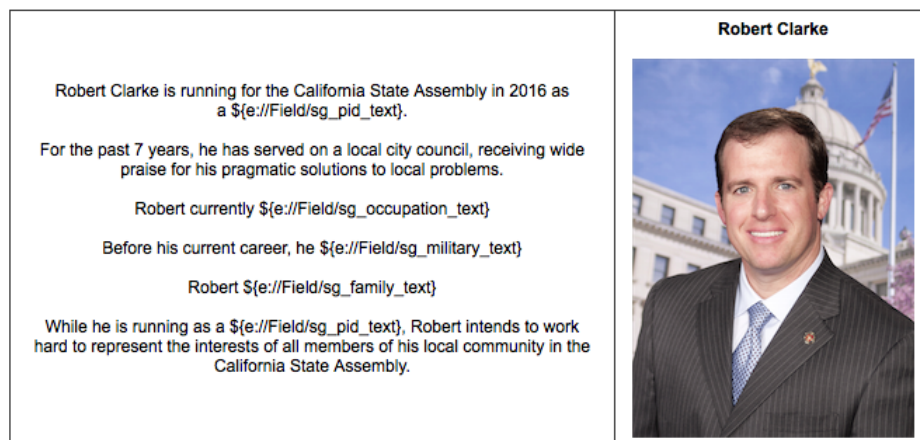 Robert Clarke
Robert Clarke is running for the California State Assembly in 2016 as
a ${e://Field/sg_pid_text}.
For the past 7 years, he has served on a local city council, receiving wide
praise for his pragmatic solutions to local problems.
Robert currently ${e://Field/sg_occupation_text}
Before his current career, he ${e://Field/sg_military_text}
Robert ${e://Field/sg_family_text}
While he is running as a ${e://Field/sg_pid_text}, Robert intends to work
hard to represent the interests of all members of his local community in the
California State Assembly.